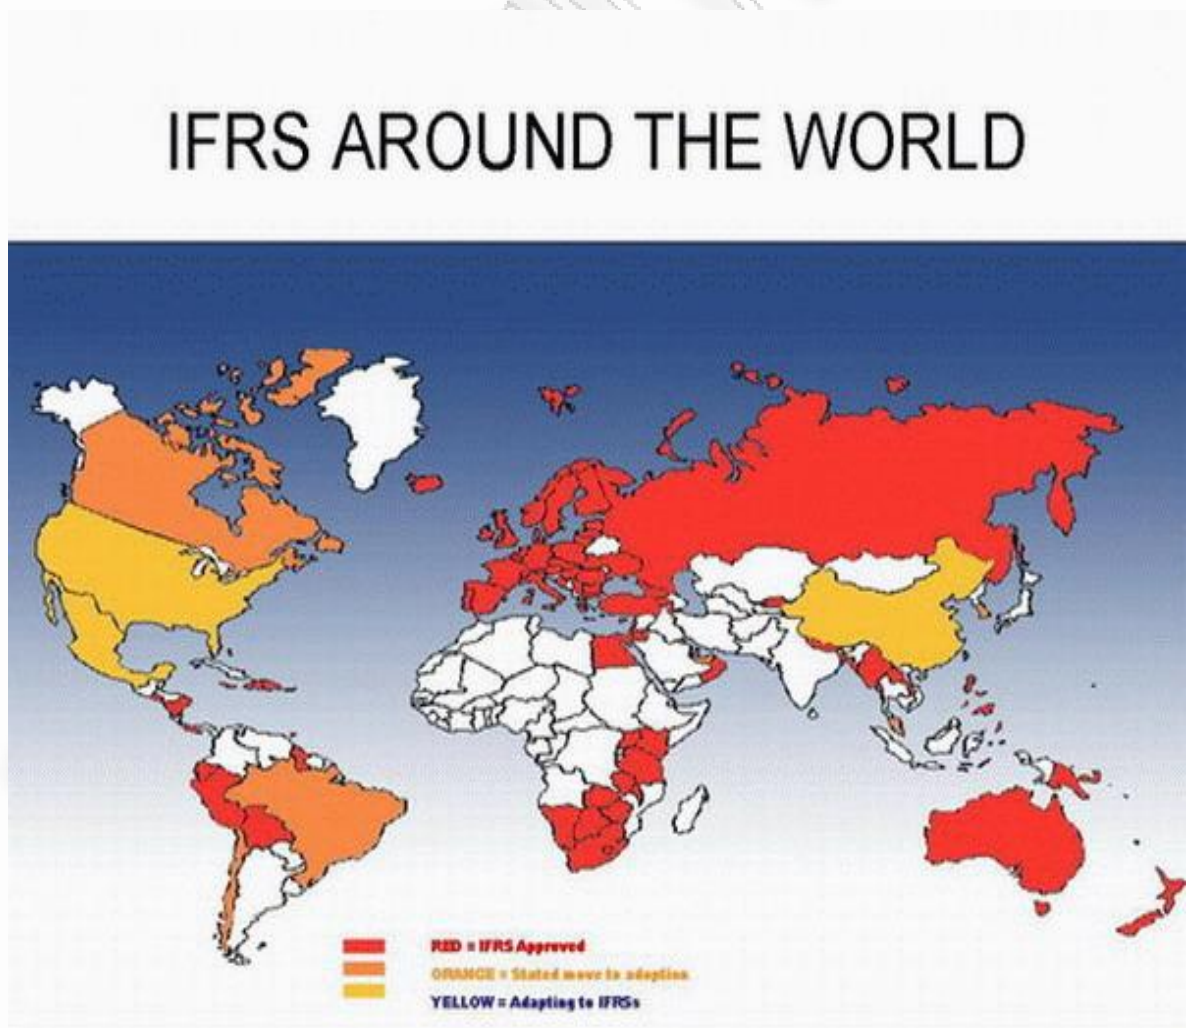 IFRS AROUND THE WORLD
RED = IFRS Approved
ORANGE = Stated move to adoption
YELLOW = Adapting to IFRSs